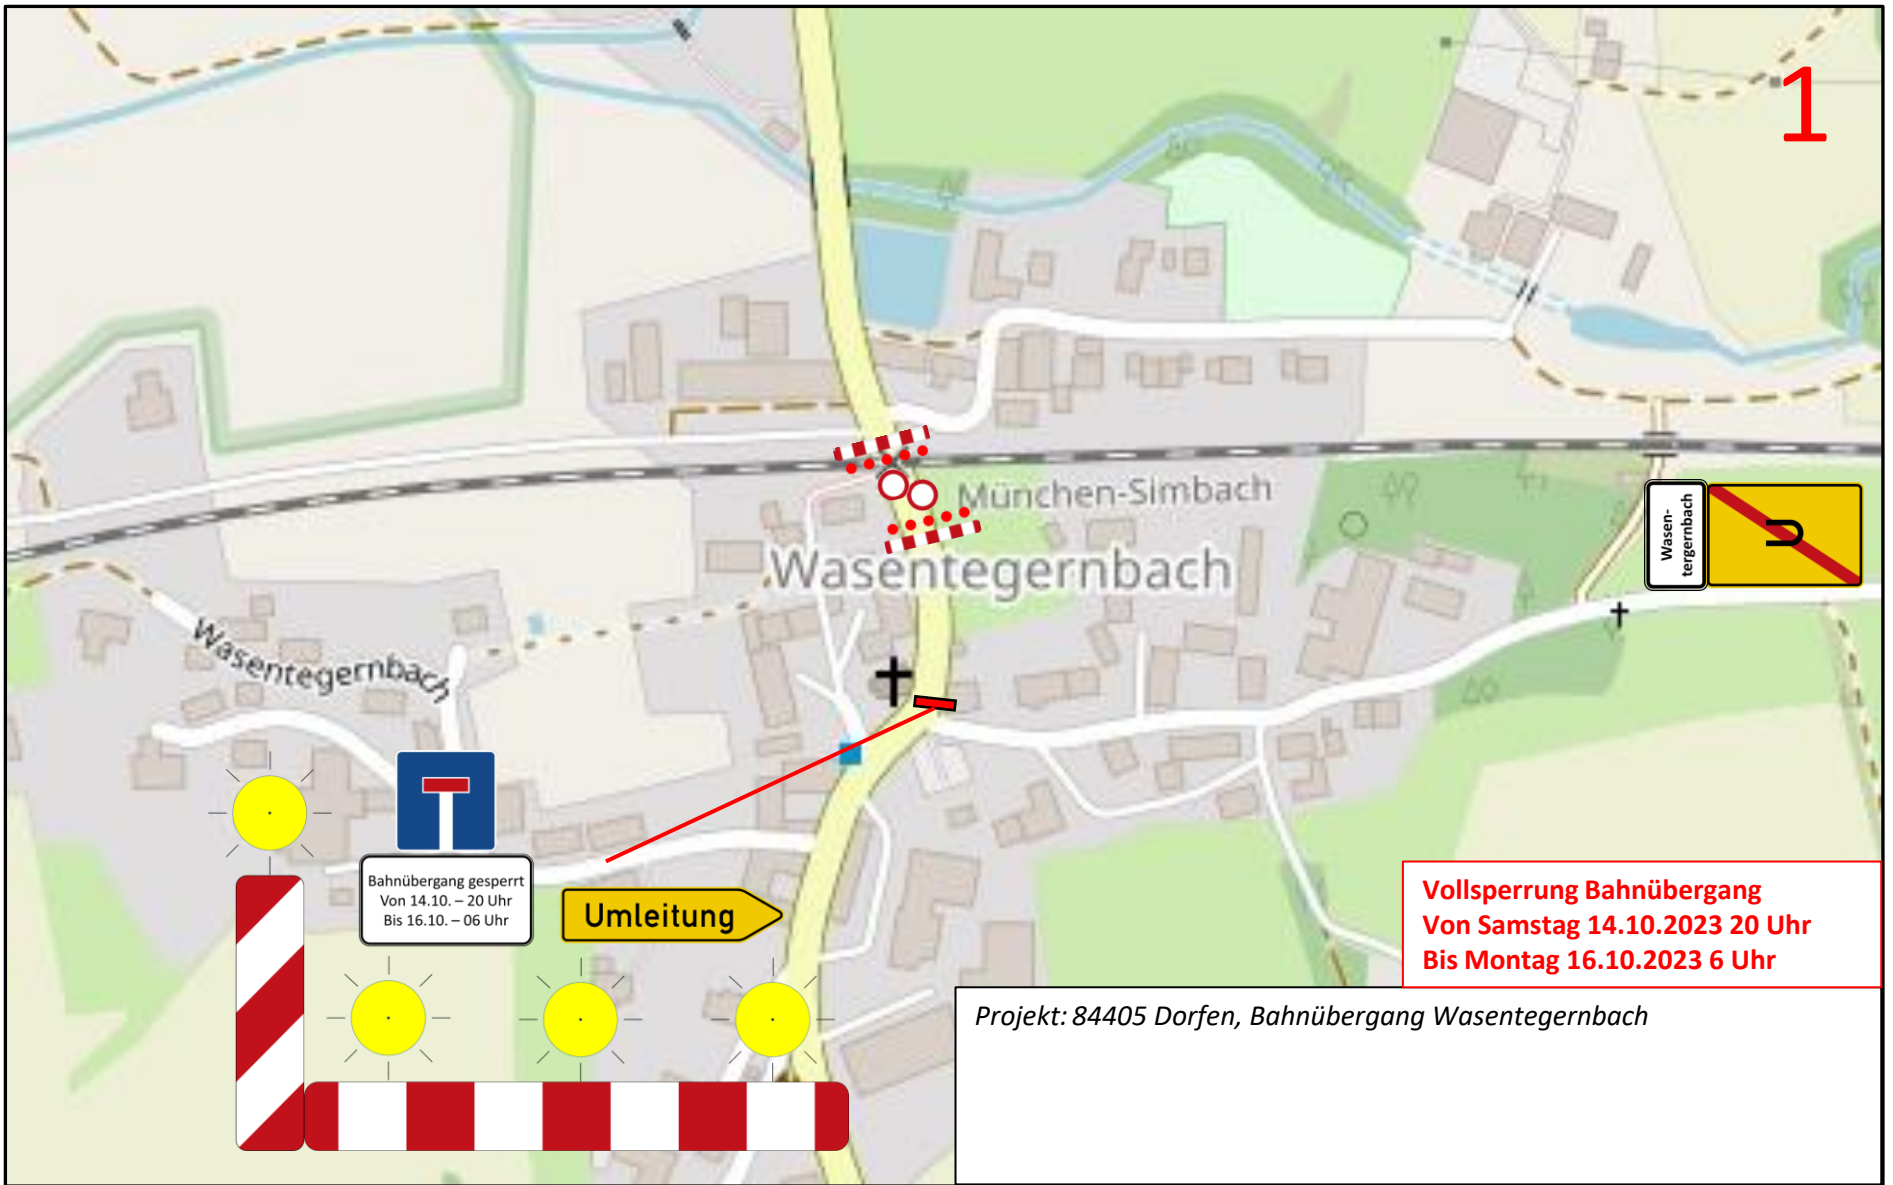 1
München-Simbach
Wasentegernbach
Wasen-
tergernbach
U
Wasentegernbach
Bahnübergang gesperrt
Von 14.10. – 20 Uhr
Bis 16.10. – 06 Uhr
Umleitung
Vollsperrung Bahnübergang
Von Samstag 14.10.2023 20 Uhr
Bis Montag 16.10.2023 6 Uhr
Projekt: 84405 Dorfen, Bahnübergang Wasentegernbach